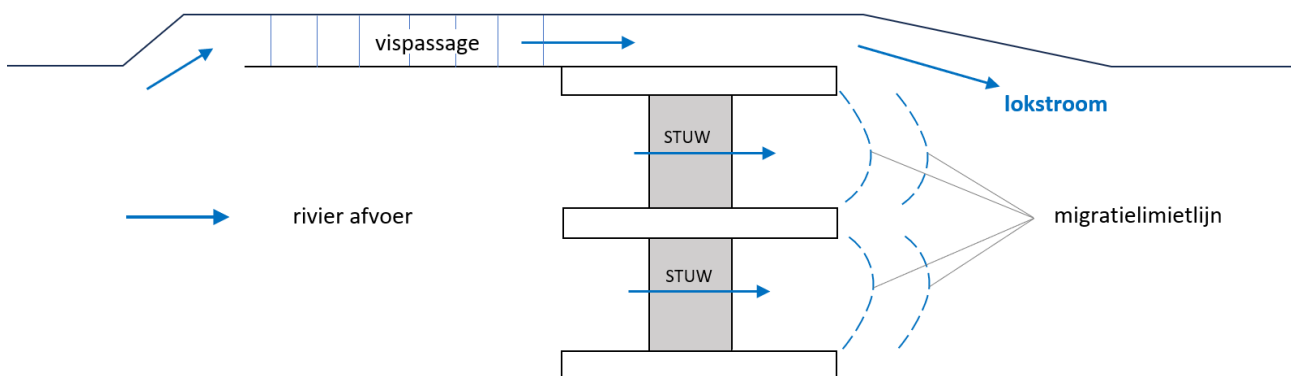 vispassage
lokstroom
STUW
rivier afvoer
migratielimietlijn
STUW